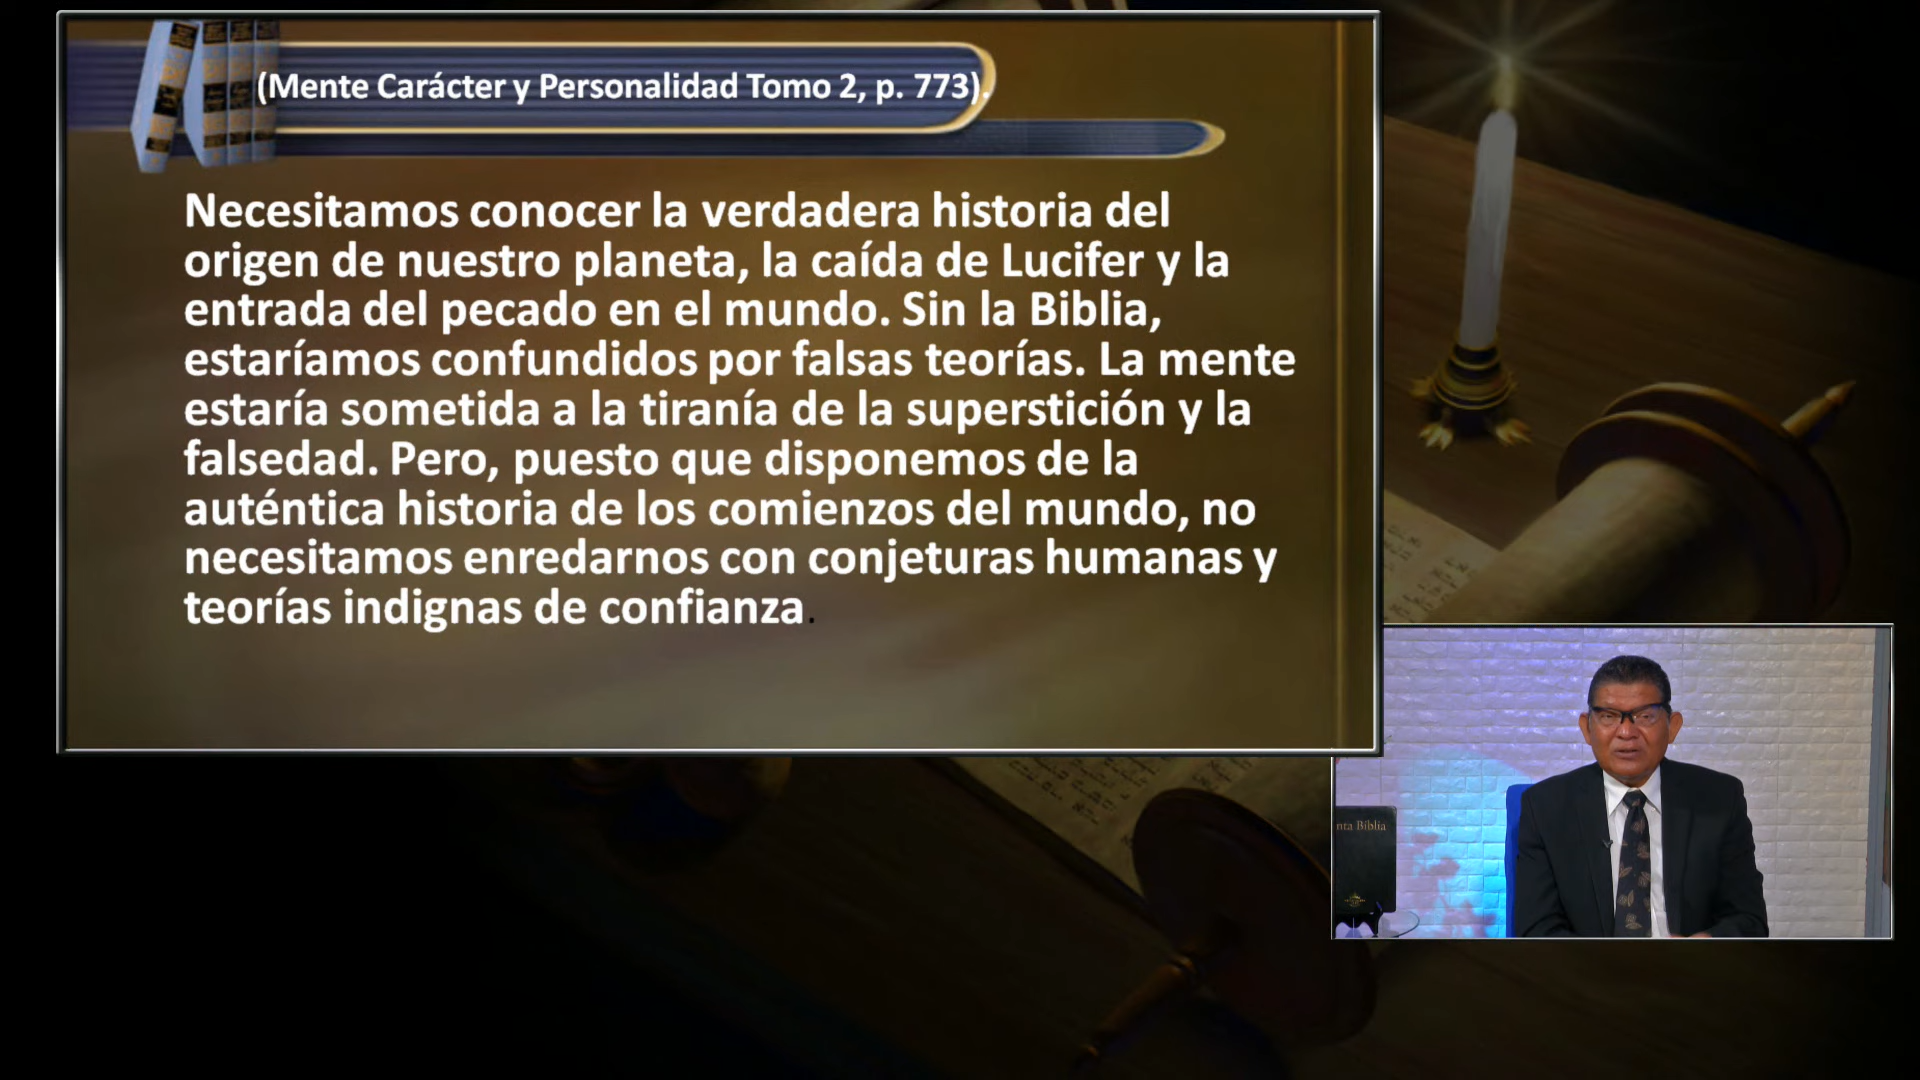 (Mente Carácter y Personalidad Tomo 2, p. 773).
Necesitamos conocer la verdadera historia del
origen de nuestro planeta, la caída de Lucifer y la
entrada del pecado en el mundo. Sin la Biblia,
estaríamos confundidos por falsas teorías. La mente
estaría sometida a la tiranía de la superstición y la
falsedad. Pero, puesto que disponemos de la
auténtica historia de los comienzos del mundo, no
necesitamos enredarnos con conjeturas humanas y
teorías indignas de confianza.
nta Biblia